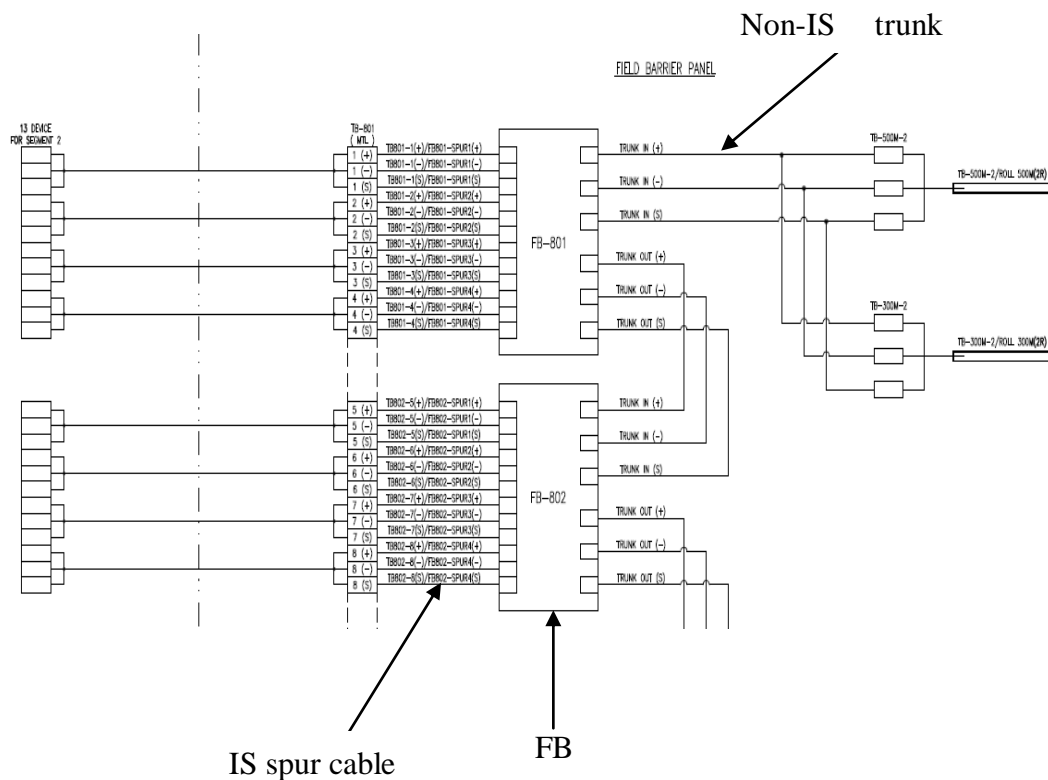 Non-IS trunk
FIELD BARRIER PANEL
13 DEVICE
FOR SEGMENT 2
TB-801
( MTL)
1 (+)
1 (-)
1 (S)
2 (+)
2 (-)
2 (S)
3 (+)
3 (-)
3 (S)
4 (+)
4 (-)
4 (S)
TB801-1(+)/FB801-SPUR1(+)
TB801-1(-)/FB801-SPUR1(-)
TB801-1(S)/FB801-SPUR1(S)
TB801-2(+)/FB801-SPUR2(+)
TB801-2(-)/FB801-SPUR2(-)
TB801-2(S)/FB801-SPUR2(S)
TB801-3(+)/FB801-SPUR3(+)
TB801-3(-)/FB801-SPUR3(-)
TB801-3(S)/FB801-SPUR3(S)
TB801-4(+)/FB801-SPUR4(+)
TB801-4(-)/FB801-SPUR4(-)
TB801-4(S)/FB801-SPUR4(S)
FB-801
TRUNK IN (+)
TRUNK IN (-)
TRUNK IN (S)
TRUNK OUT (+)
TRUNK OUT (-)
TRUNK OUT (S)
TB-500M-2
TB-500M-2/ROLL 500M(2R)
TB-300M-2
TB-300M-2/ROLL 300M(2R)
5 (+)
5 (-)
5 (S)
6 (+)
6 (-)
6 (S)
7 (+)
7 (-)
7 (S)
8 (+)
8 (-)
8 (S)
TB802-5(+)/FB802-SPUR1(+)
TB802-5(-)/FB802-SPUR1(-)
TB802-5(S)/FB802-SPUR1(S)
TB802-6(+)/FB802-SPUR2(+)
TB802-6(-)/FB802-SPUR2(-)
TB802-6(S)/FB802-SPUR2(S)
TB802-7(+)/FB802-SPUR3(+)
TB802-7(-)/FB802-SPUR3(-)
TB802-7(S)/FB802-SPUR3(S)
TB802-8(+)/FB802-SPUR4(+)
TB802-8(-)/FB802-SPUR4(-)
TB802-8(S)/FB802-SPUR4(S)
FB-802
TRUNK IN (+)
TRUNK IN (-)
TRUNK IN (S)
TRUNK OUT (+)
TRUNK OUT (-)
TRUNK OUT (S)
IS spur cable
FB